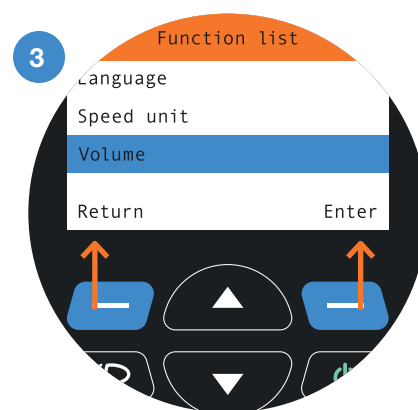 3
Function list
Language
Speed unit
Volume
Return Enter